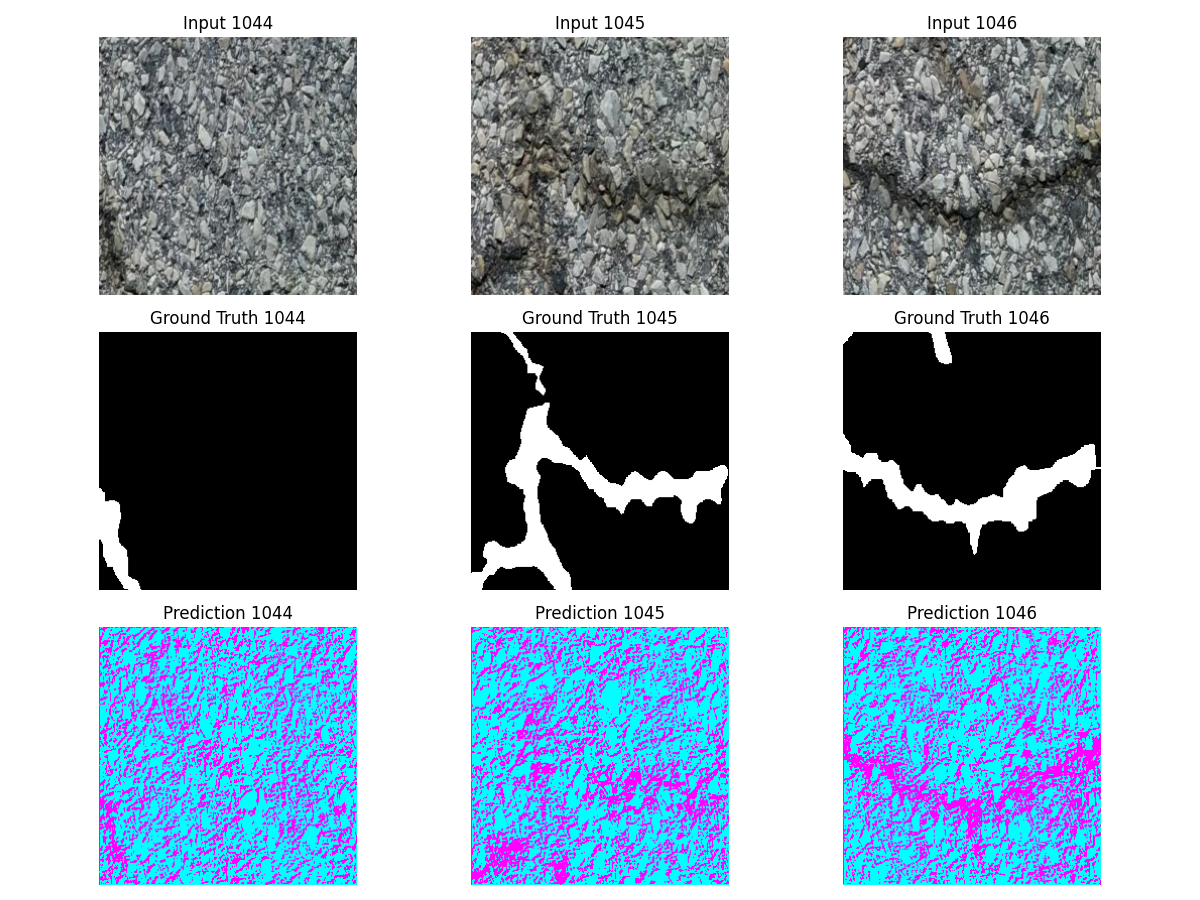 Input 1044
Input 1045
Input 1046
Ground Truth 1044
Ground Truth 1045
Ground Truth 1046
Prediction 1044
Prediction 1045
Prediction 1046